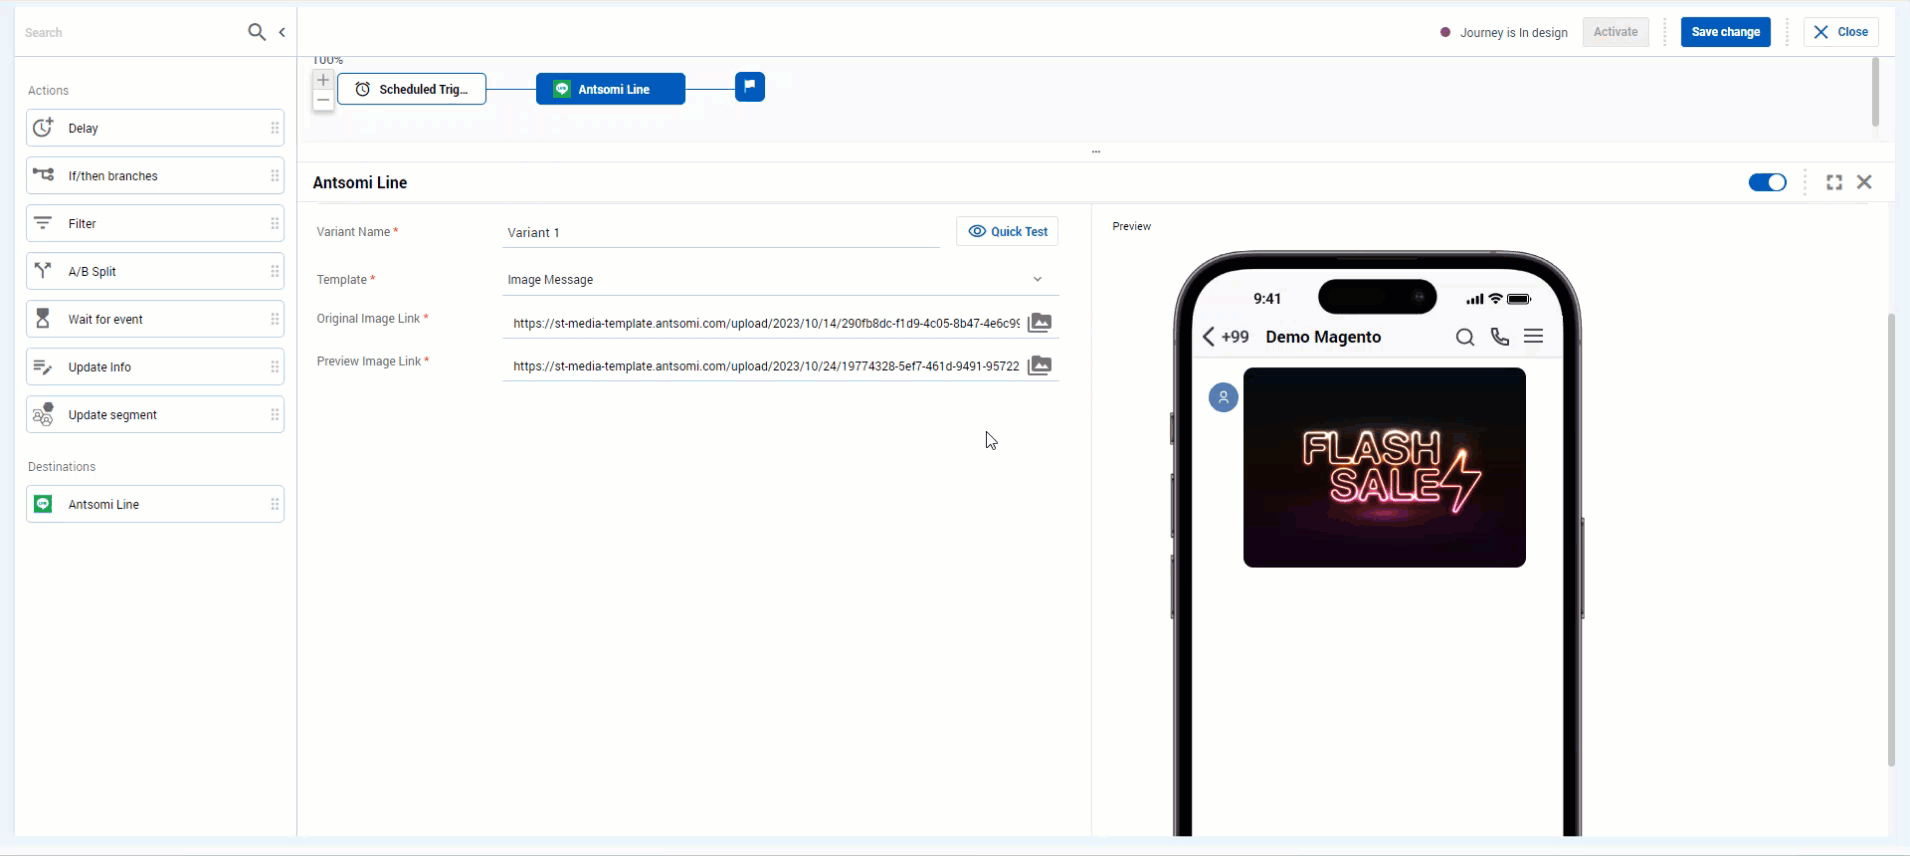 Search
Journey is In design
Activate
Save change
Close
100%
Scheduled Trig...
Antsomi Line
Actions
Delay
If/then branches
Filter
A/B Split
Wait for event
Update Info
Update segment
Destinations
Antsomi Line
Antsomi Line
Variant Name *
Variant 1
Quick Test
Template *
Image Message
Original Image Link *
https://st-media-template.antsomi.com/upload/2023/10/14/290fb8dc-f1d9-4c05-8b47-4e6c99
Preview Image Link *
https://st-media-template.antsomi.com/upload/2023/10/24/19774328-5ef7-461d-9491-95722
Preview
9:41
+99 Demo Magento
FLASH
SALE